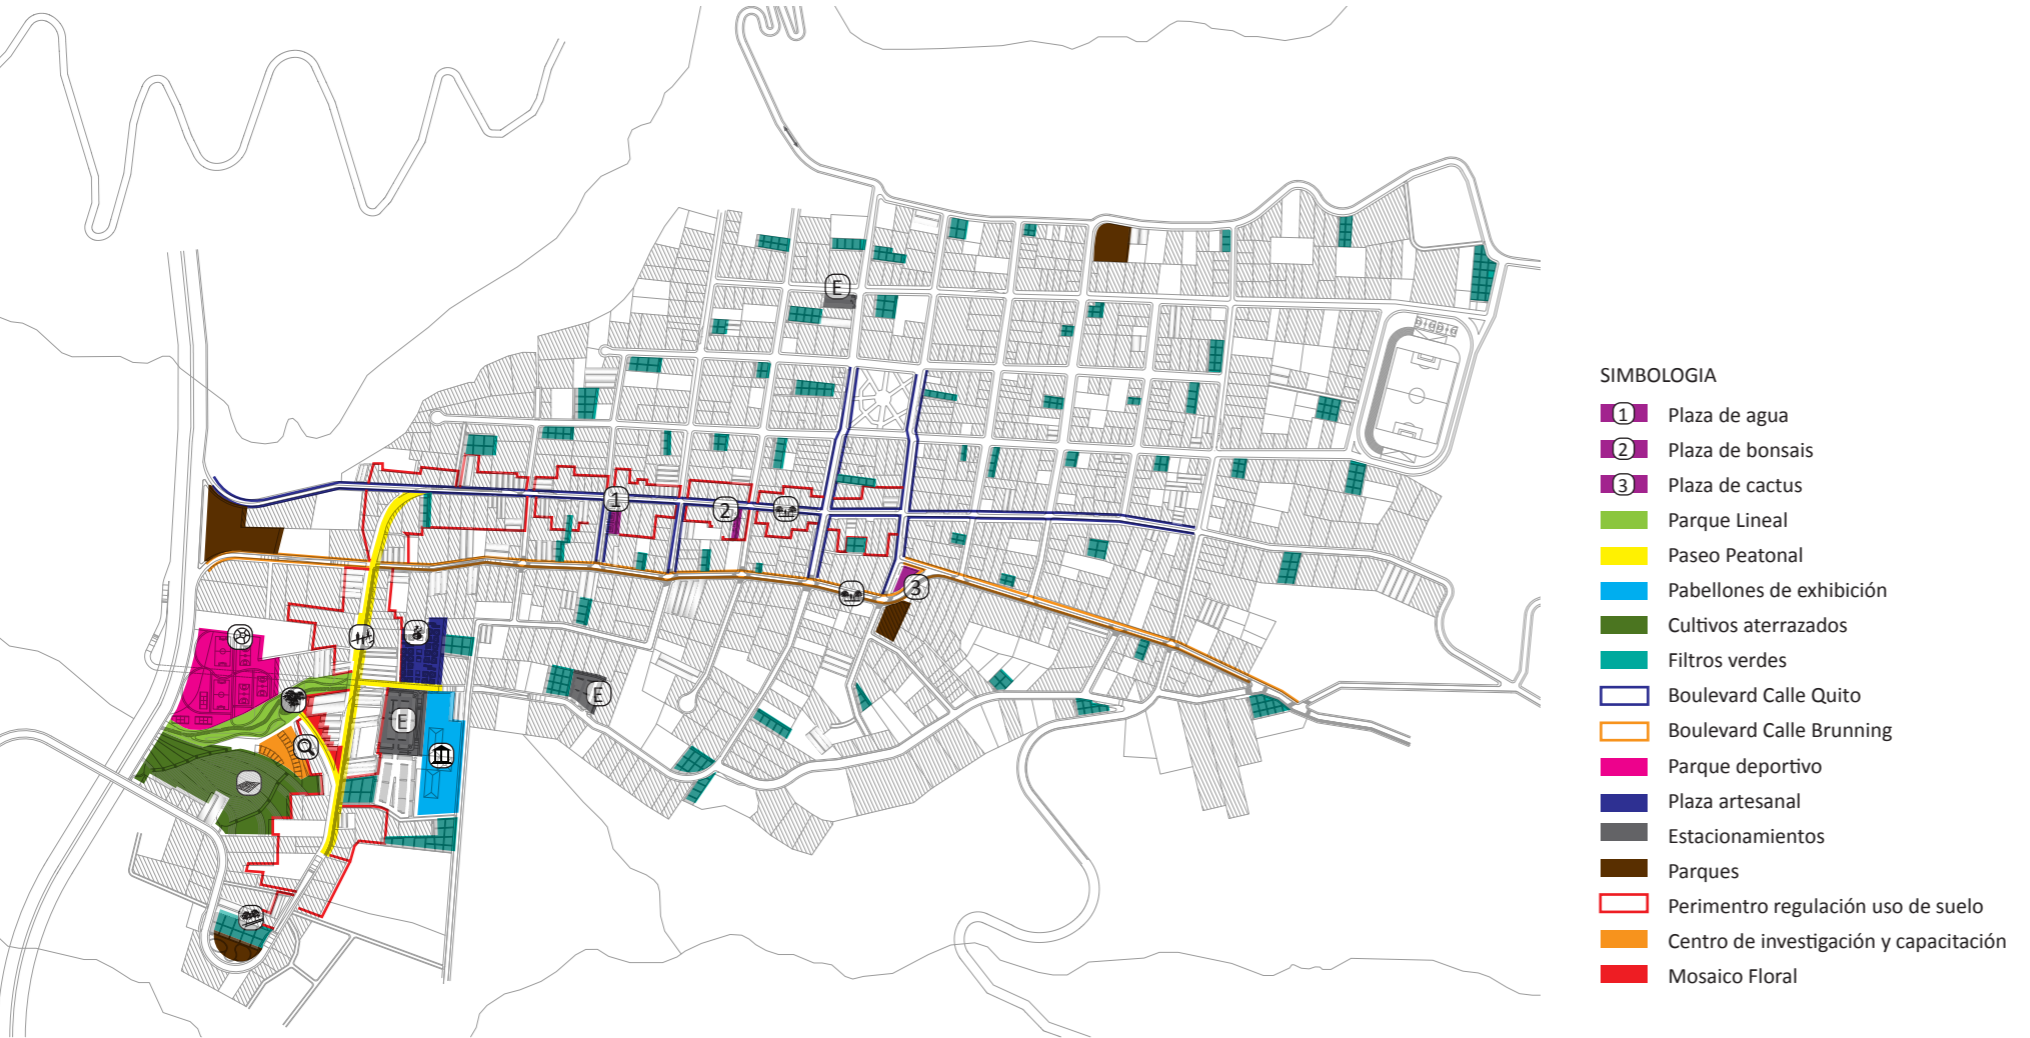 E
1
2
3
E
E
SIMBOLOGIA
1 Plaza de agua
2 Plaza de bonsais
3 Plaza de cactus
Parque Lineal
Paseo Peatonal
Pabellones de exhibición
Cultivos aterrazados
Filtros verdes
Boulevard Calle Quito
Boulevard Calle Brunning
Parque deportivo
Plaza artesanal
Estacionamientos
Parques
Perimentro regulación uso de suelo
Centro de investigación y capacitación
Mosaico Floral